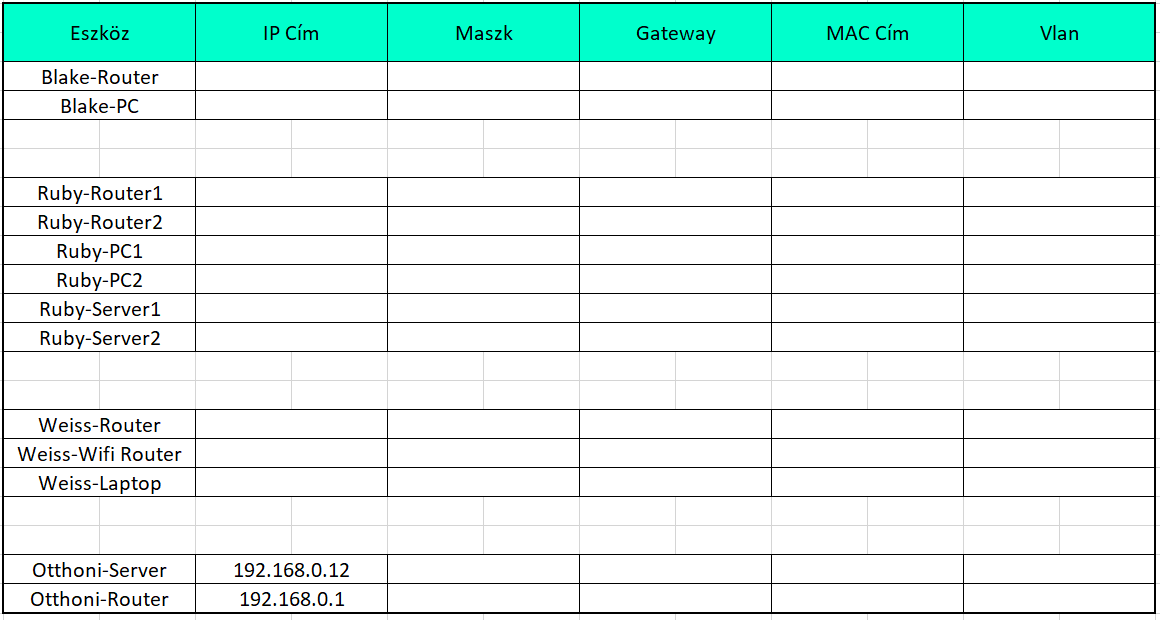 Eszköz IP Cím Maszk Gateway MAC Cím Vlan
Blake-Router
Blake-PC
Ruby-Router1
Ruby-Router2
Ruby-PC1
Ruby-PC2
Ruby-Server1
Ruby-Server2
Weiss-Router
Weiss-Wifi Router
Weiss-Laptop
Otthoni-Server 192.168.0.12
Otthoni-Router 192.168.0.1